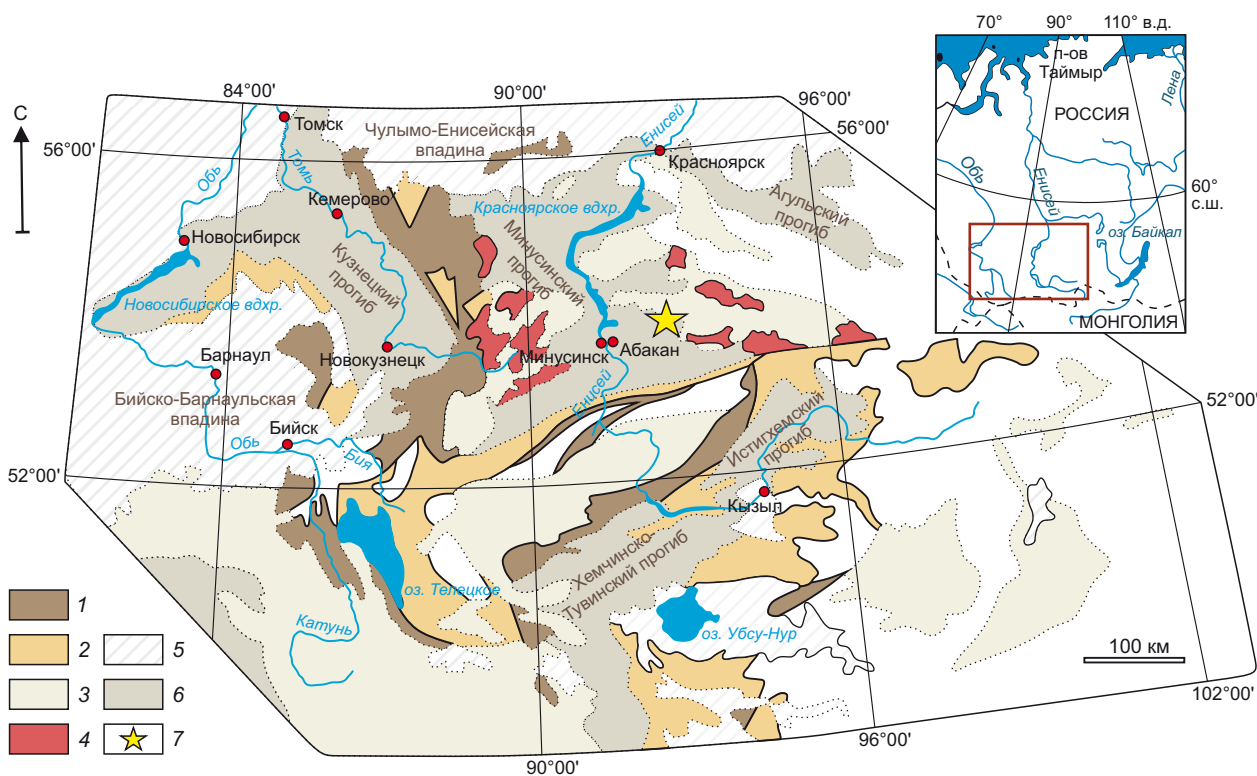 84°00'
90°00'
96°00'
56°00'
56°00'
С
Томск
Чулымо-Енисейская
впадина
Енисей
Красноярск
Обь
Томь
Кемерово
Красноярское вдхр.
Агульский
прогиб
Новосибирск
Кузнецкий
прогиб
Минусинский
прогиб
Новосибирское вдхр.
Барнаул
Новокузнецк
Минусинск
Абакан
Бийско-Барнаульская
впадина
Енисей
Бийск
Обь
Бия
Истигхемский
прогиб
52°00'
52°00'
Кызыл
Хемчинско-
Тувинский прогиб
оз. Телецкое
Катунь
оз. Убсу-Нур
100 км
102°00'
96°00'
90°00'
1
2
3
4
5
6
7
70°
90°
110° в.д.
п-ов
Таймыр
Лена
РОССИЯ
Обь
Енисей
60°
с.ш.
оз. Байкал
МОНГОЛИЯ